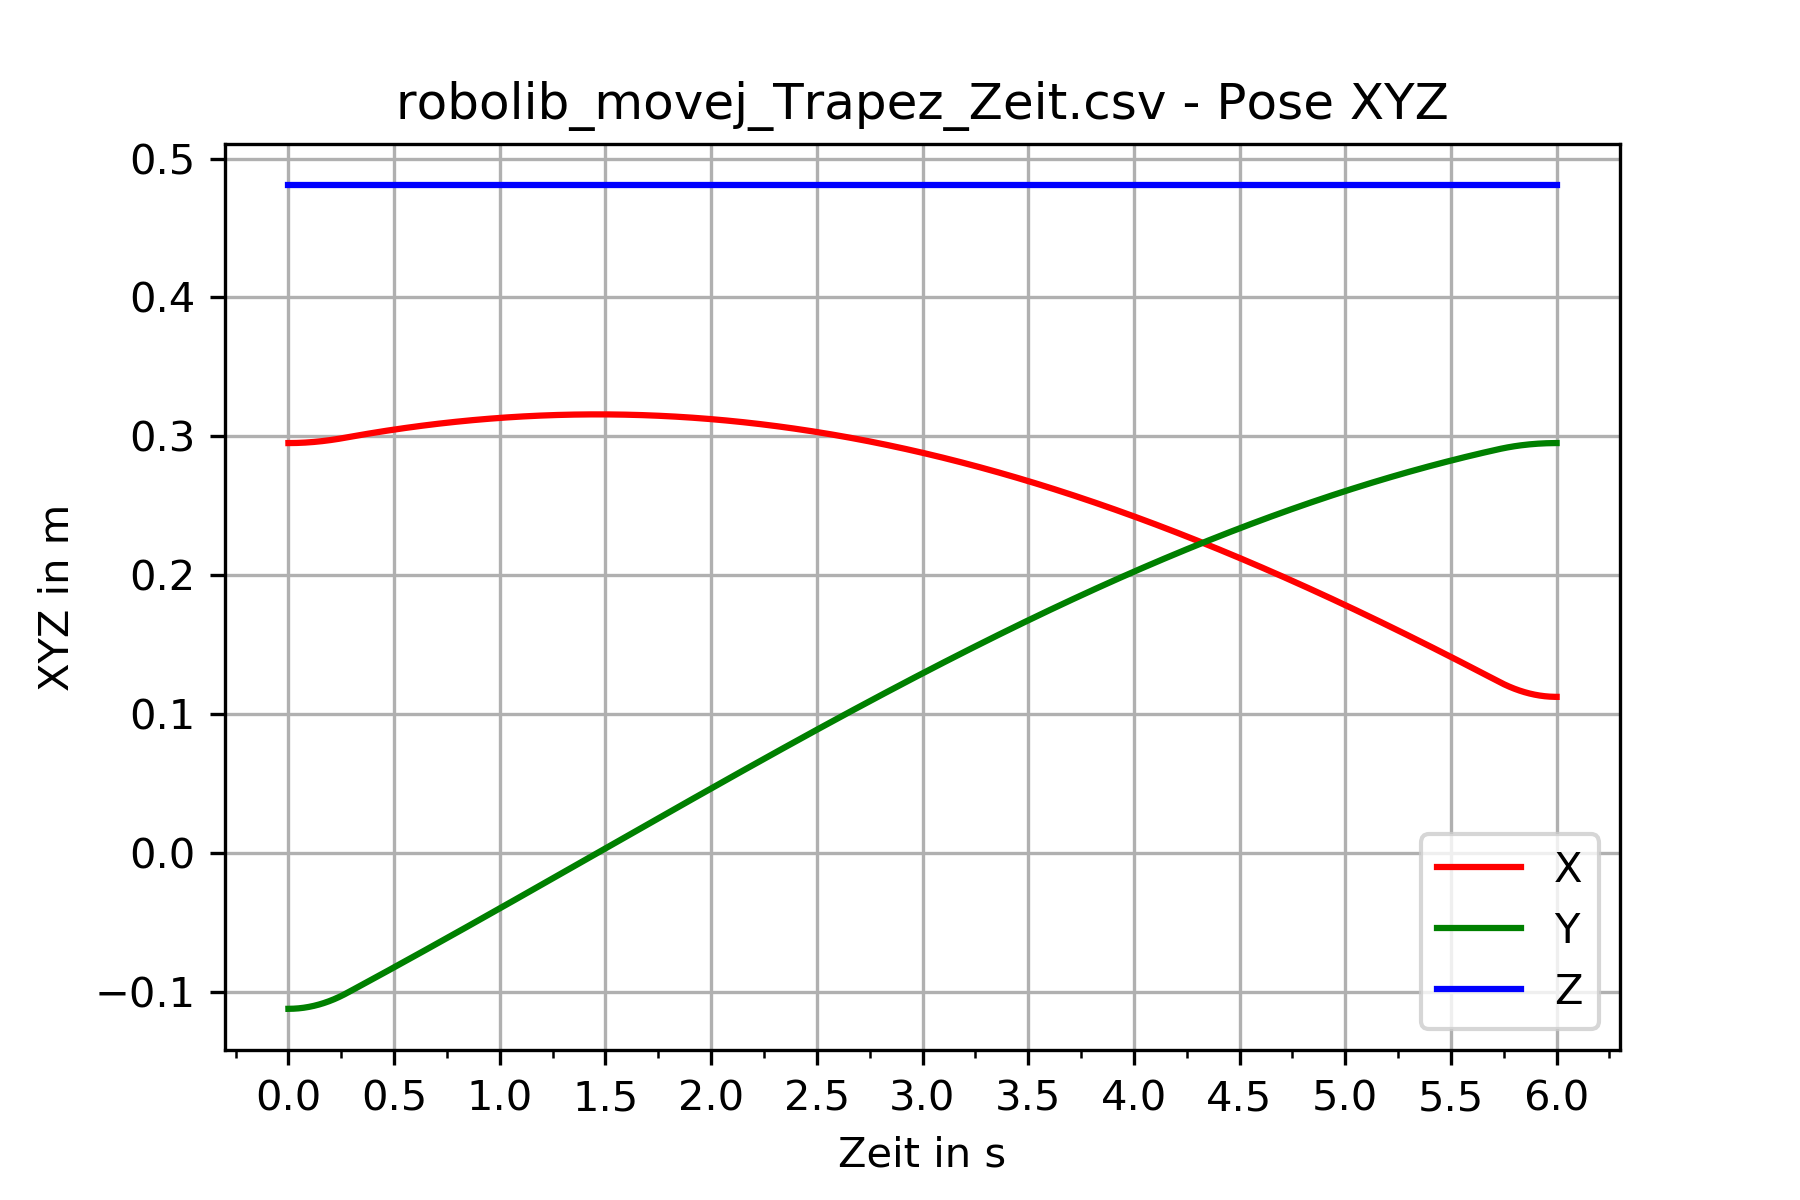 robolib_movej_Trapez_Zeit.csv - Pose XYZ
XYZ in m
0.5
0.4
0.3
0.2
0.1
0.0
−0.1
X
Y
Z
0.0 0.5 1.0 1.5 2.0 2.5 3.0 3.5 4.0 4.5 5.0 5.5 6.0
Zeit in s